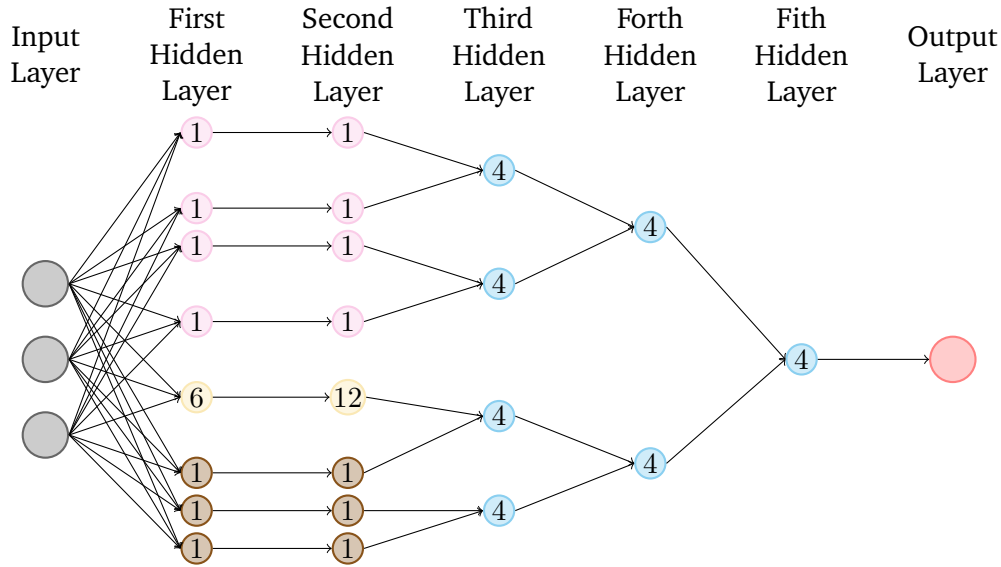 Input
Layer
First
Hidden
Layer
Second
Hidden
Layer
Third
Hidden
Layer
Forth
Hidden
Layer
Fith
Hidden
Layer
Output
Layer
1
1
1
1
6
1
1
1
1
1
1
1
12
1
1
1
4
4
4
4
4
4
4